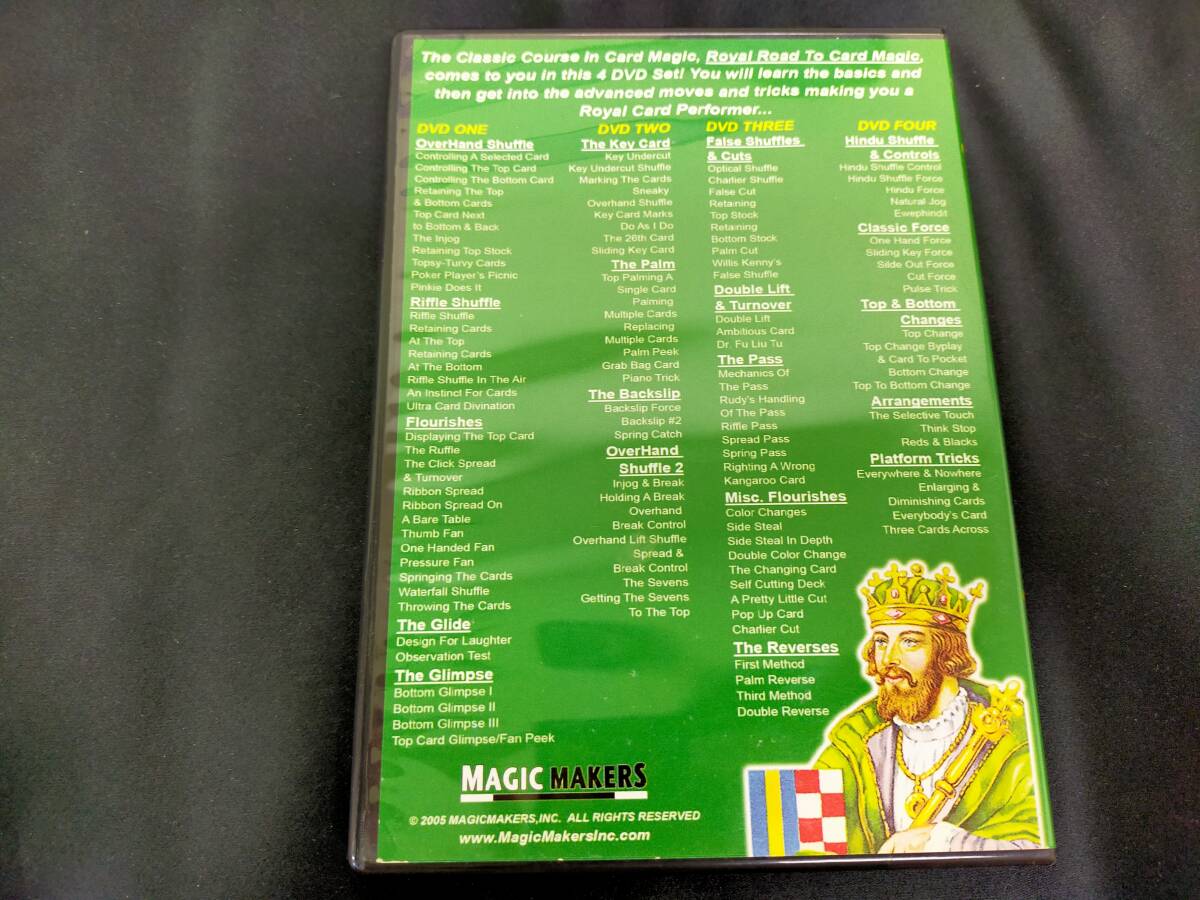 The Classic Course In Card Magic, Royal Road To Card Magic,
comes to you in this 4 DVD Set! You will learn the basics and
then get into the advanced moves and tricks making you a
Royal Card Performer...
DVD ONE
OverHand Shuffle
Controlling A Selected Card
Controlling The Top Card
Controlling The Bottom Card
Retaining The Top
& Bottom Cards
Top Card Next
to Bottom & Back
The Injog
Retaining Top Stock
Topsy-Turvy Cards
Poker Player's Picnic
Pinkie Does It
Riffle Shuffle
Riffle Shuffle
Retaining Cards
At The Top
Retaining Cards
At The Bottom
Riffle Shuffle In The Air
An Instinct For Cards
Ultra Card Divination
Flourishes
Displaying The Top Card
The Ruffle
The Click Spread
& Turnover
Ribbon Spread
Ribbon Spread On
A Bare Table
Thumb Fan
One Handed Fan
Pressure Fan
Springing The Cards
Waterfall Shuffle
Throwing The Cards
The Glide
Design For Laughter
Observation Test
The Glimpse
Bottom Glimpse I
Bottom Glimpse II
Bottom Glimpse III
Top Card Glimpse/Fan Peek
DVD TWO
The Key Card
Key Undercut
Key Undercut Shuffle
Marking The Cards
Sneaky
Overhand Shuffle
Key Card Marks
Do As I Do
The 26th Card
Sliding Key Card
The Palm
Top Palming A
Single Card
Palming
Multiple Cards
Replacing
Multiple Cards
Palm Peek
Grab Bag Card
Piano Trick
The Backslip
Backslip Force
Backslip #2
Spring Catch
OverHand
Shuffle 2
Injog & Break
Holding A Break
Overhand
Break Control
Overhand Lift Shuffle
Spread &
Break Control
The Sevens
Getting The Sevens
To The Top
DVD THREE
False Shuffles
& Cuts
Optical Shuffle
Charlier Shuffle
False Cut
Retaining
Top Stock
Retaining
Bottom Stock
Palm Cut
Willis Kenny's
False Shuffle
Double Lift
& Turnover
Double Lift
Ambitious Card
Dr. Fu Liu Tu
The Pass
Mechanics Of
The Pass
Rudy's Handling
Of The Pass
Riffle Pass
Spread Pass
Spring Pass
Righting A Wrong
Kangaroo Card
Misc. Flourishes
Color Changes
Side Steal
Side Steal In Depth
Double Color Change
The Changing Card
Self Cutting Deck
A Pretty Little Cut
Pop Up Card
Charlier Cut
The Reverses
First Method
Palm Reverse
Third Method
Double Reverse
DVD FOUR
Hindu Shuffle
& Controls
Hindu Shuffle Control
Hindu Shuffle Force
Hindu Force
Natural Jog
Ewephindit
Classic Force
One Hand Force
Sliding Key Force
Silde Out Force
Cut Force
Pulse Trick
Top & Bottom
Changes
Top Change
Top Change Byplay
& Card To Pocket
Bottom Change
Top To Bottom Change
Arrangements
The Selective Touch
Think Stop
Reds & Blacks
Platform Tricks
Everywhere & Nowhere
Enlarging &
Diminishing Cards
Everybody's Card
Three Cards Across
MAGIC MAKERS
© 2005 MAGICMAKERS,INC. ALL RIGHTS RESERVED
www.MagicMakersInc.com